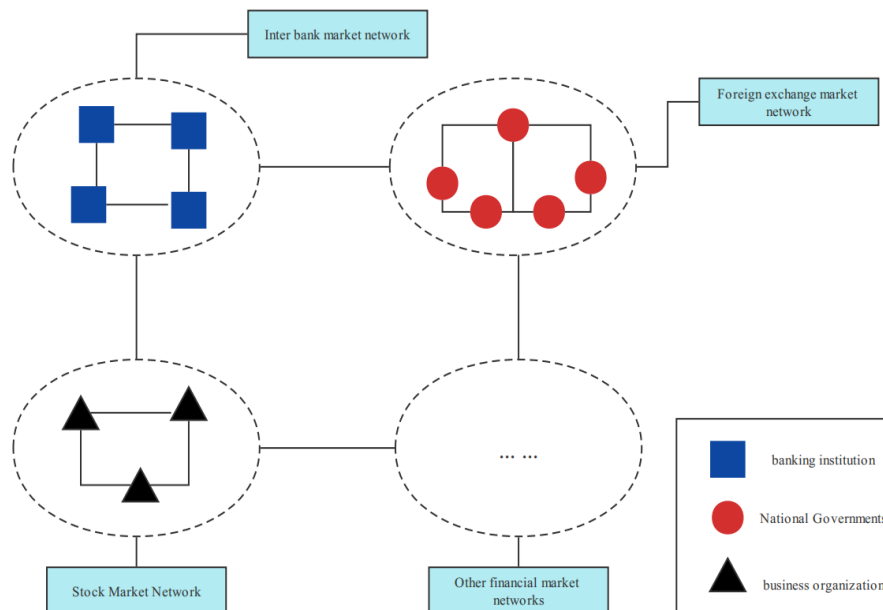 Inter bank market network
Foreign exchange market
network
... ...
banking institution
National Governments
business organization
Stock Market Network
Other financial market
networks